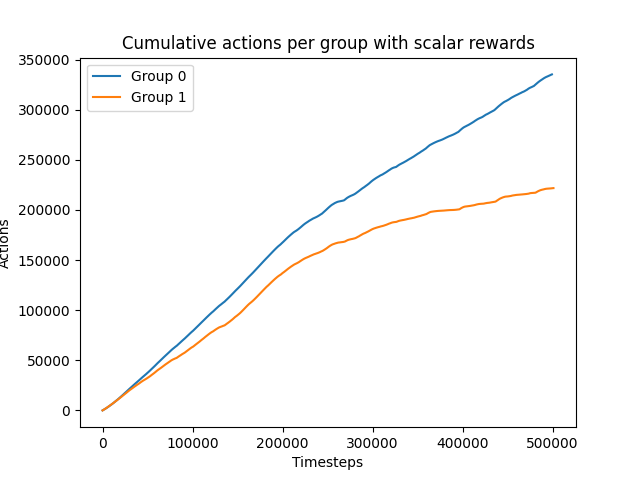 Cumulative actions per group with scalar rewards
350000
300000
250000
200000
150000
100000
50000
0
Actions
Group 0
Group 1
0 100000 200000 300000 400000 500000
Timesteps